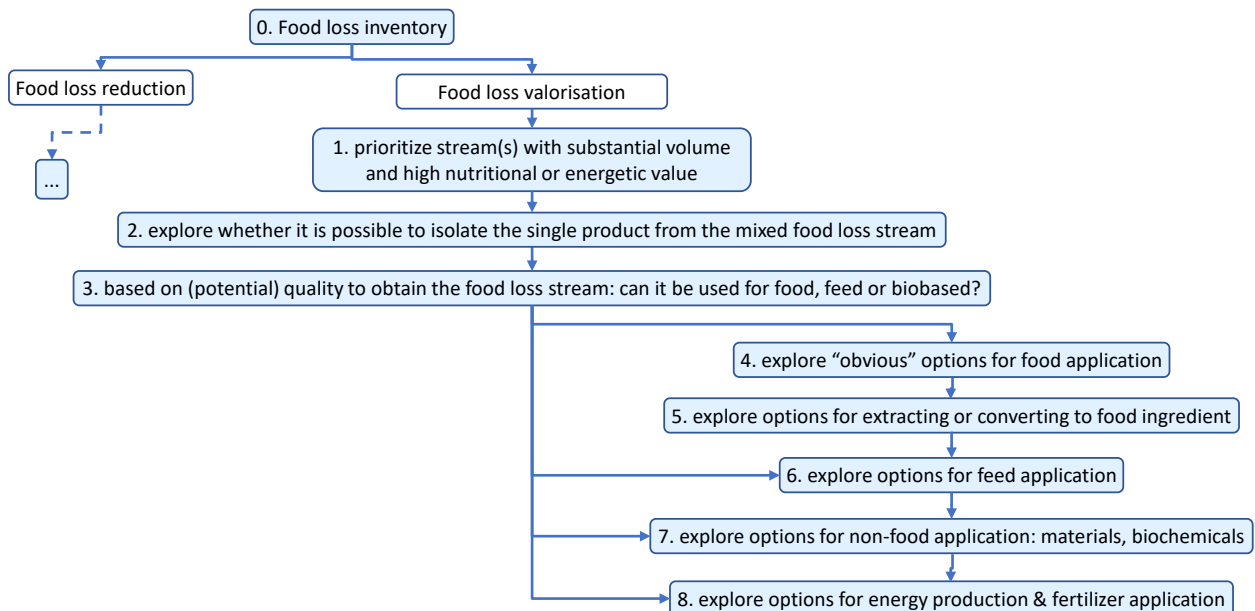 0. Food loss inventory
Food loss reduction
Food loss valorisation
...
1. prioritize stream(s) with substantial volume
and high nutritional or energetic value
2. explore whether it is possible to isolate the single product from the mixed food loss stream
3. based on (potential) quality to obtain the food loss stream: can it be used for food, feed or biobased?
4. explore “obvious” options for food application
5. explore options for extracting or converting to food ingredient
6. explore options for feed application
7. explore options for non-food application: materials, biochemicals
8. explore options for energy production & fertilizer application